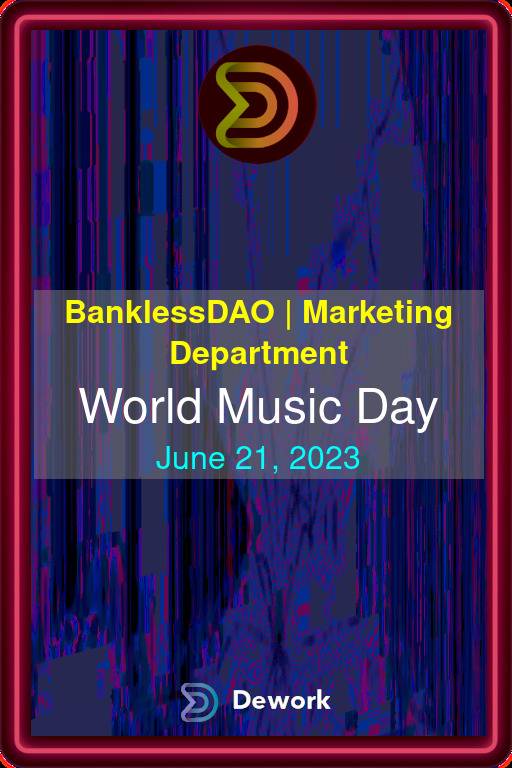 BanklessDAO | Marketing
Department
World Music Day
June 21, 2023
Dework